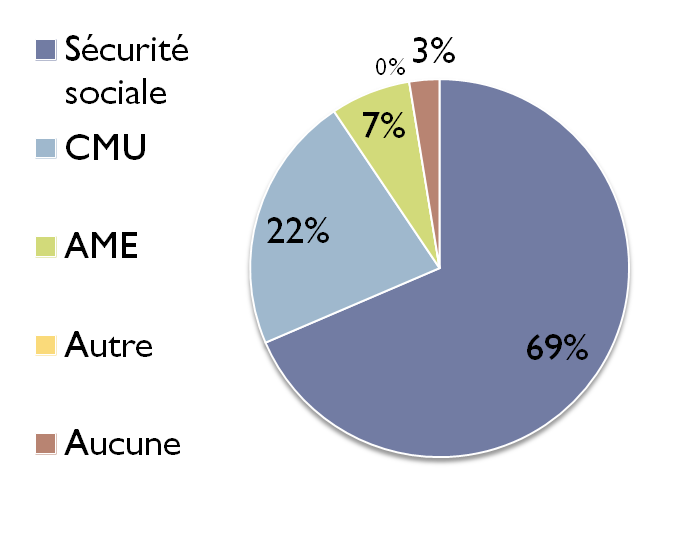 Sécurité
sociale
CMU
AME
Autre
Aucune
0%
3%
7%
22%
69%